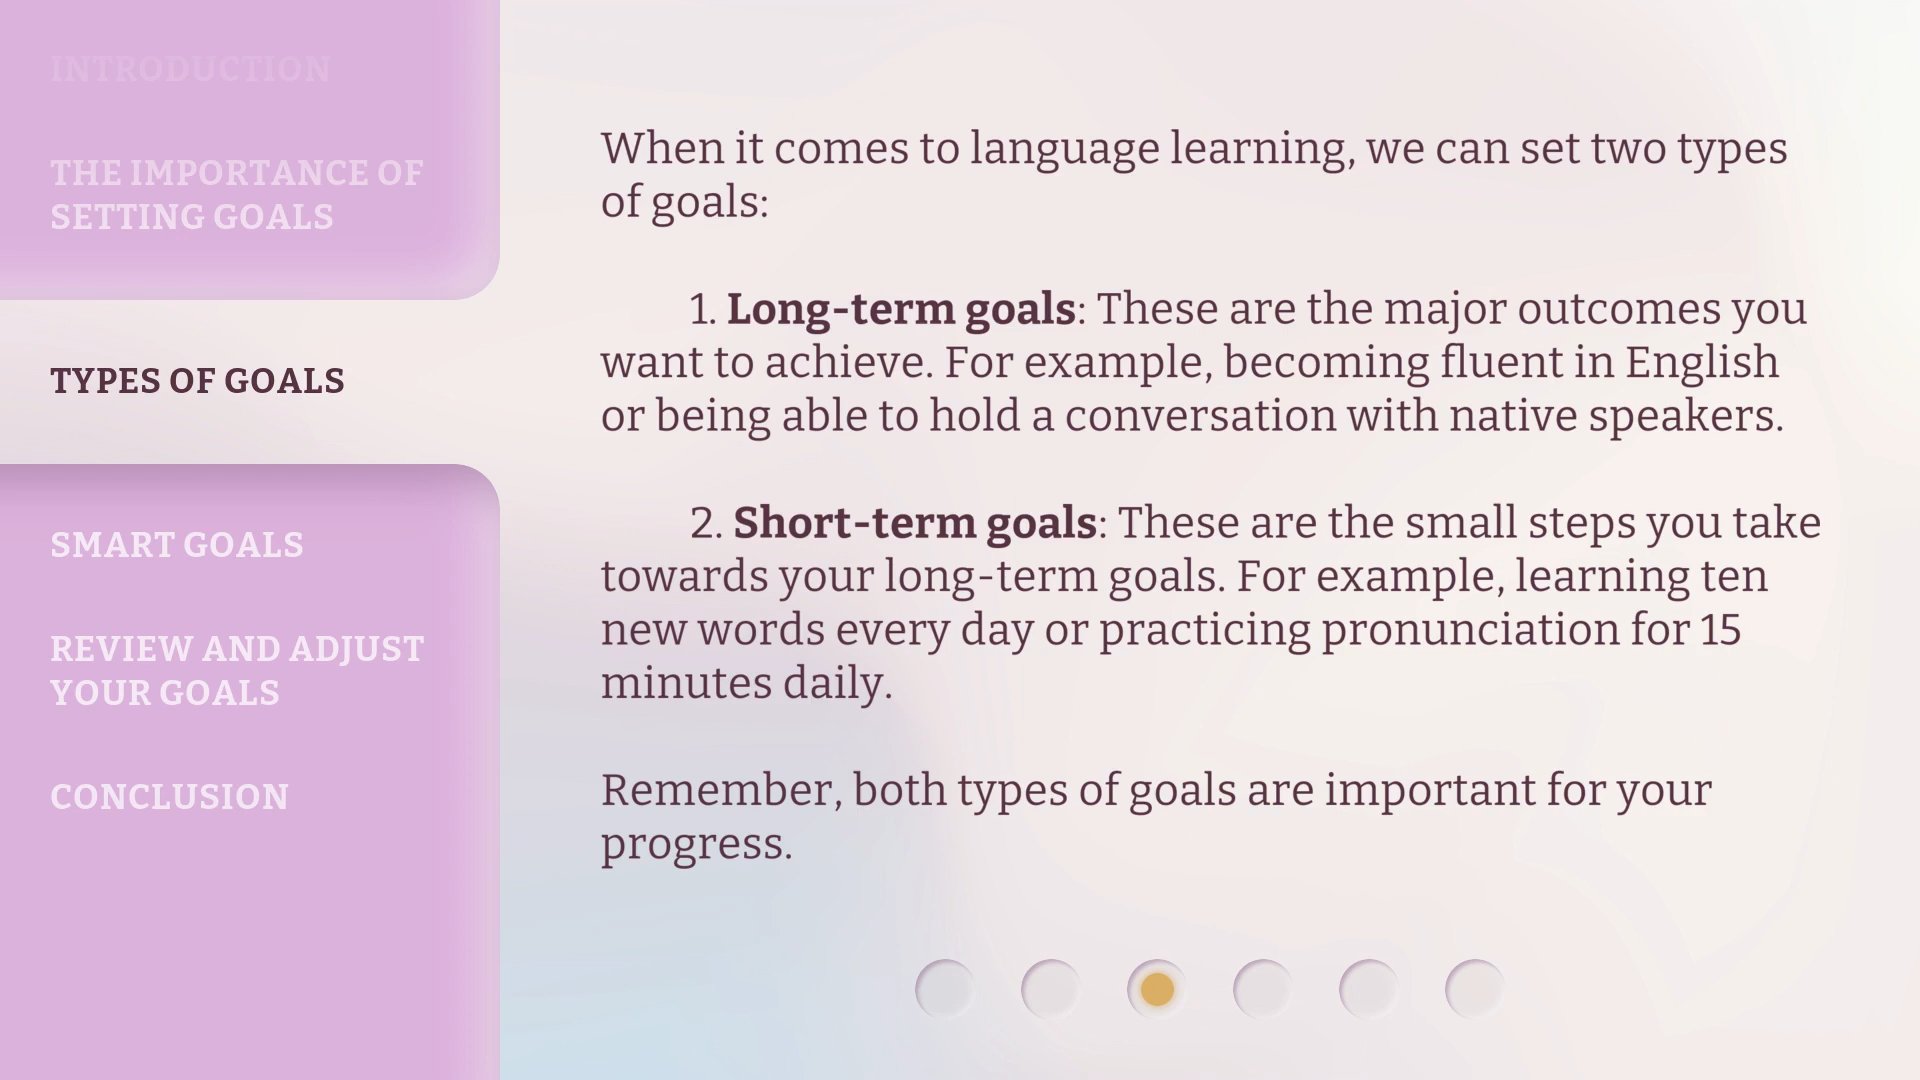 INTRODUCTION
THE IMPORTANCE OF
SETTING GOALS
TYPES OF GOALS
SMART GOALS
REVIEW AND ADJUST
YOUR GOALS
CONCLUSION
When it comes to language learning, we can set two types
of goals:
1. Long-term goals: These are the major outcomes you
want to achieve. For example, becoming fluent in English
or being able to hold a conversation with native speakers.
2. Short-term goals: These are the small steps you take
towards your long-term goals. For example, learning ten
new words every day or practicing pronunciation for 15
minutes daily.
Remember, both types of goals are important for your
progress.